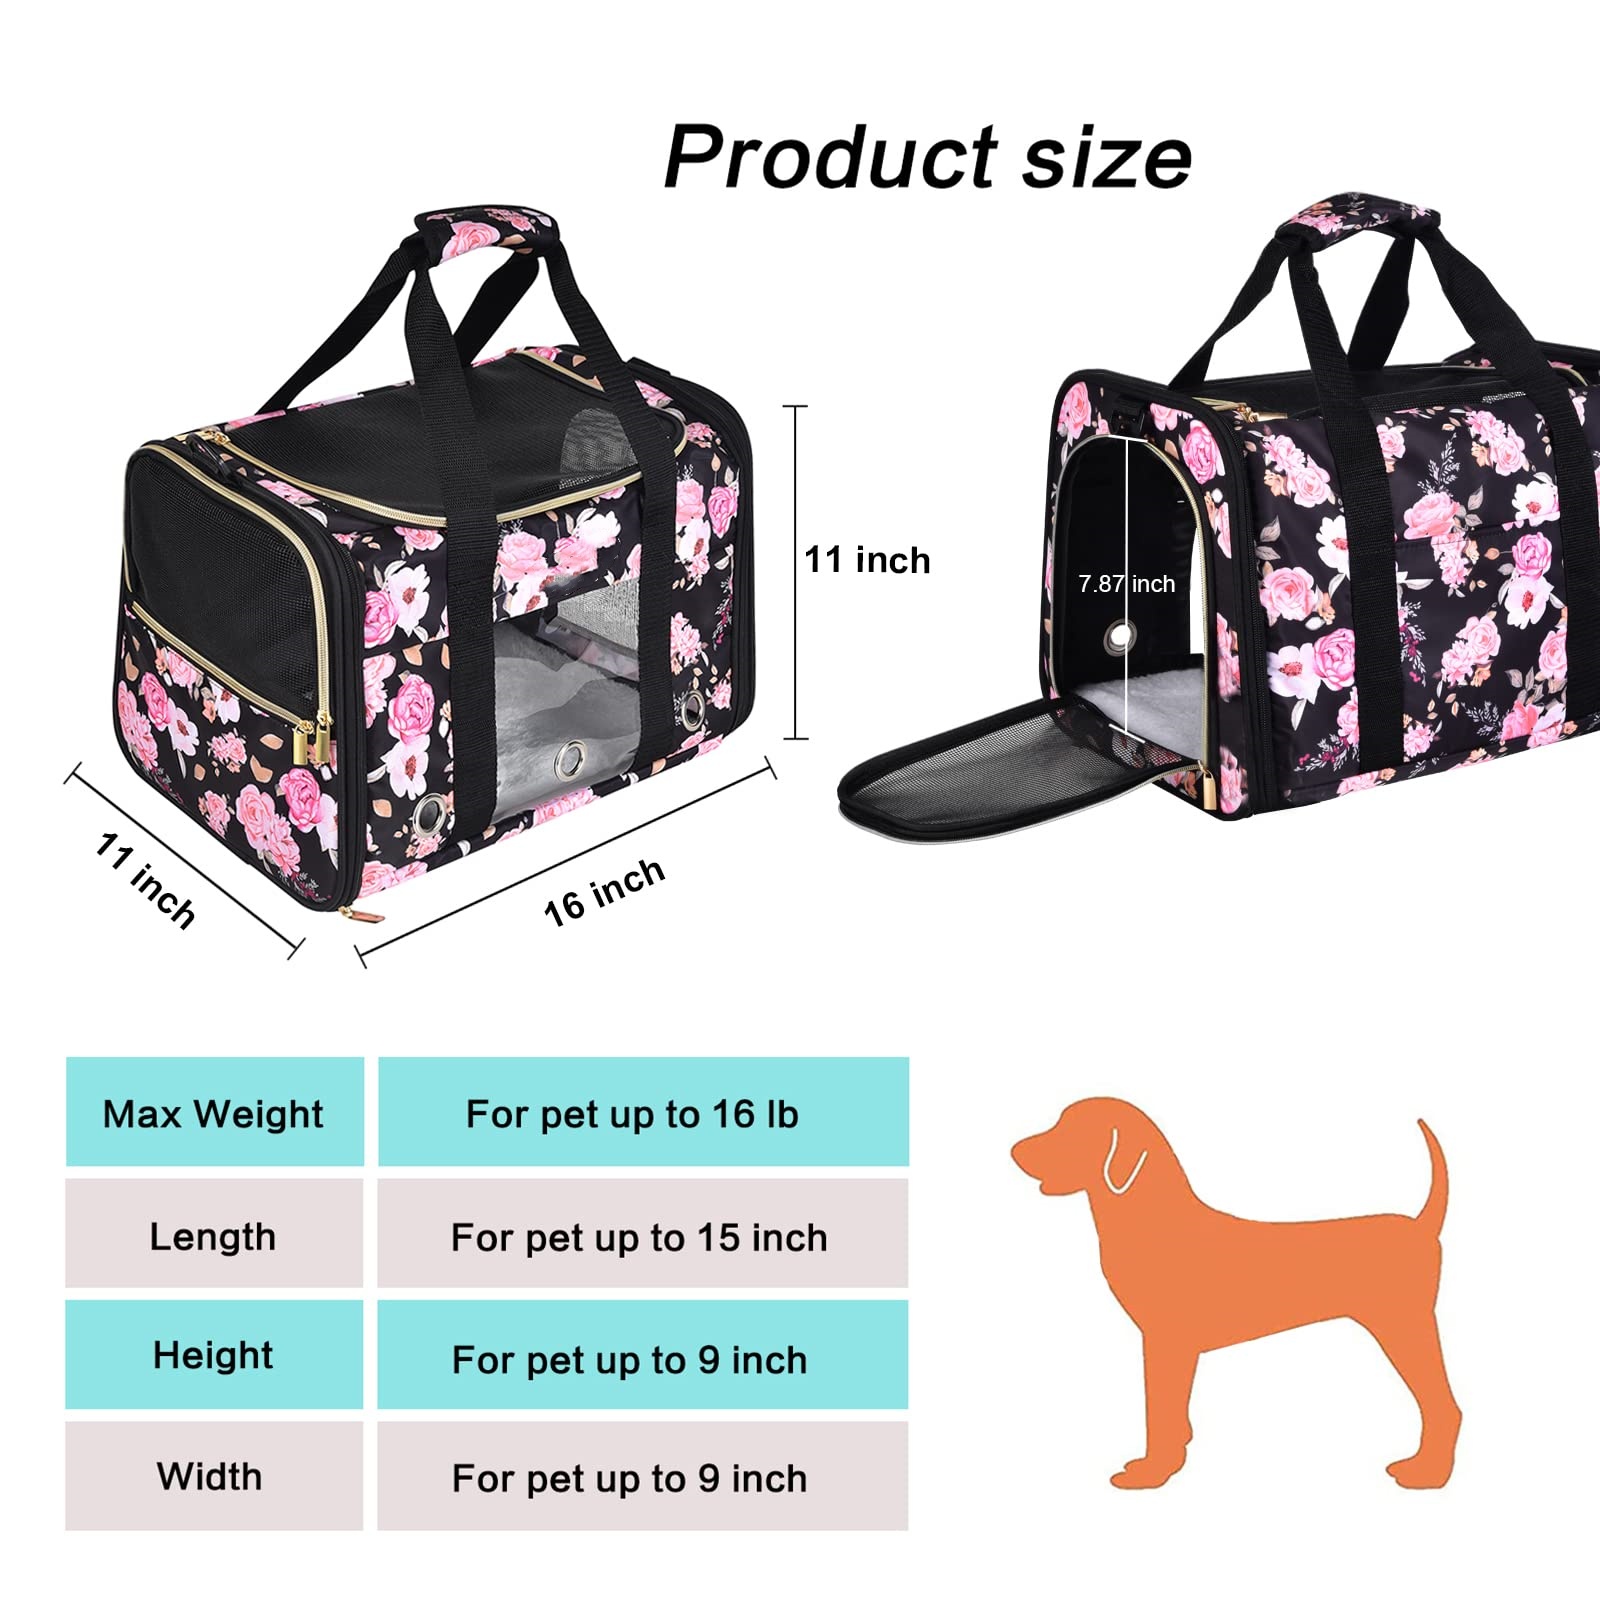 Product size
11 inch
7.87 inch
11 inch
16 inch
Max Weight
For pet up to 16 lb
Length
For pet up to 15 inch
Height
For pet up to 9 inch
Width
For pet up to 9 inch